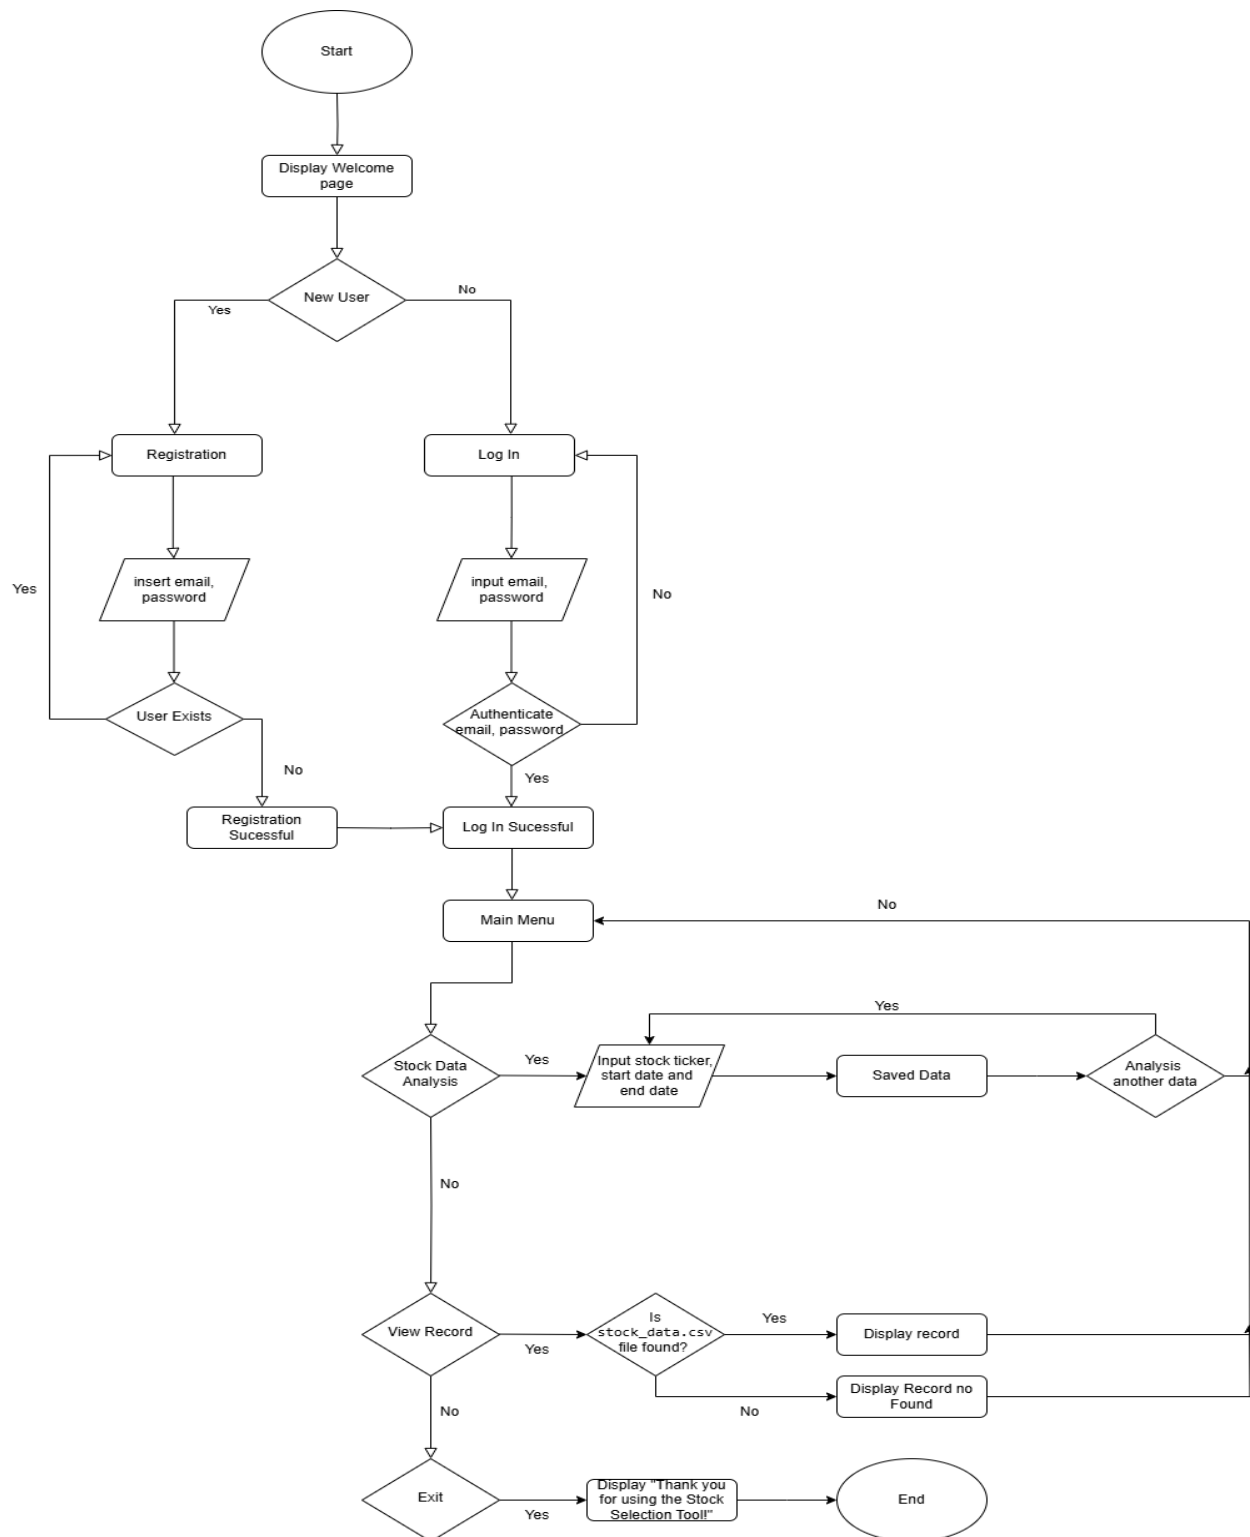 Start
Display Welcome
page
New User
Yes
No
Registration
Log In
insert email,
password
input email,
password
Yes
No
User Exists
Authenticate
email, password
No
Yes
Registration
Sucessful
Log In Sucessful
Main Menu
No
Yes
Stock Data
Analysis
Yes
Input stock ticker,
start date and
end date
Saved Data
Analysis
another data
No
View Record
Yes
Is
stock_data.csv
file found?
Yes
Display record
No
Display Record no
Found
No
Exit
Yes
Display "Thank you
for using the Stock
Selection Tool!"
End